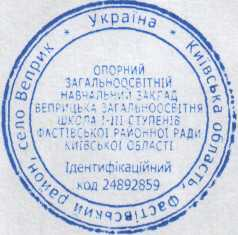 * Україна * Київська область * Фастівський район, село Веприк
ОПОРНИЙ
ЗАГАЛЬНООСВІТНІЙ
НАВЧАЛЬНИЙ ЗАКЛАД
ВЕПРИЦЬКА ЗАГАЛЬНООСВІТНЯ
ШКОЛА І-ІІІ СТУПЕНІВ
ФАСТІВСЬКОЇ РАЙОННОЇ РАДИ
КИЇВСЬКОЇ ОБЛАСТІ
Ідентифікаційний
код 24892859